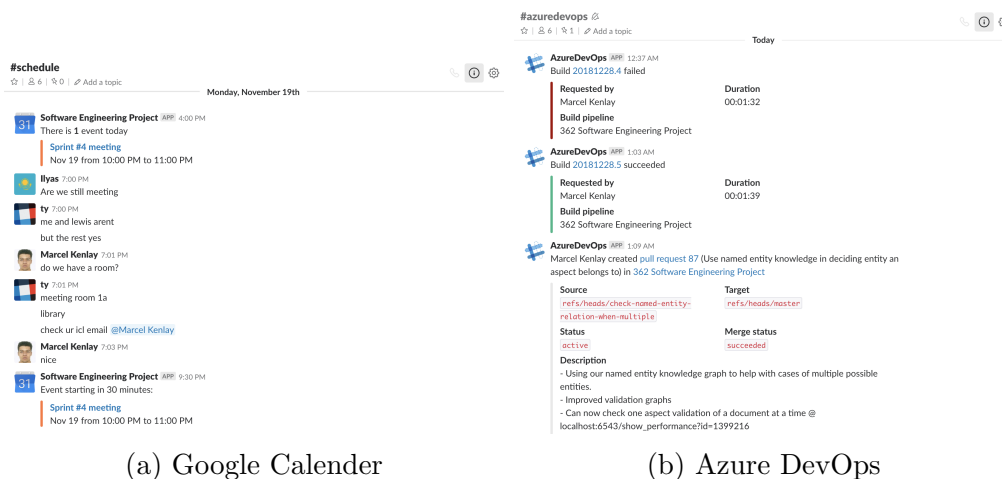 #schedule
6 0 Add a topic
Monday, November 19th
31 Software Engineering Project APP 4:00 PM
There is 1 event today
Sprint #4 meeting
Nov 19 from 10:00 PM to 11:00 PM
Ilyas 7:00 PM
Are we still meeting
ty 7:00 PM
me and lewis arent
but the rest yes
Marcel Kenlay 7:01 PM
do we have a room?
ty 7:01 PM
meeting room 1a
library
check ur icl email @Marcel Kenlay
Marcel Kenlay 7:03 PM
nice
31 Software Engineering Project APP 9:30 PM
Event starting in 30 minutes:
Sprint #4 meeting
Nov 19 from 10:00 PM to 11:00 PM
(a) Google Calender
#azuredevops
6 1 Add a topic
Today
AzureDevOps APP 12:37 AM
Build 20181228.4 failed
Requested by Duration
Marcel Kenlay 00:01:32
Build pipeline
362 Software Engineering Project
AzureDevOps APP 1:03 AM
Build 20181228.5 succeeded
Requested by Duration
Marcel Kenlay 00:01:39
Build pipeline
362 Software Engineering Project
AzureDevOps APP 1:09 AM
Marcel Kenlay created pull request 87 (Use named entity knowledge in deciding entity an
aspect belongs to) in 362 Software Engineering Project
Source Target
refs/heads/check-named-entity- refs/heads/master
relation-when-multiple
Status Merge status
active succeeded
Description
- Using our named entity knowledge graph to help with cases of multiple possible
entities.
- Improved validation graphs
- Can now check one aspect validation of a document at a time @
localhost:6543/show_performance?id=1399216
(b) Azure DevOps